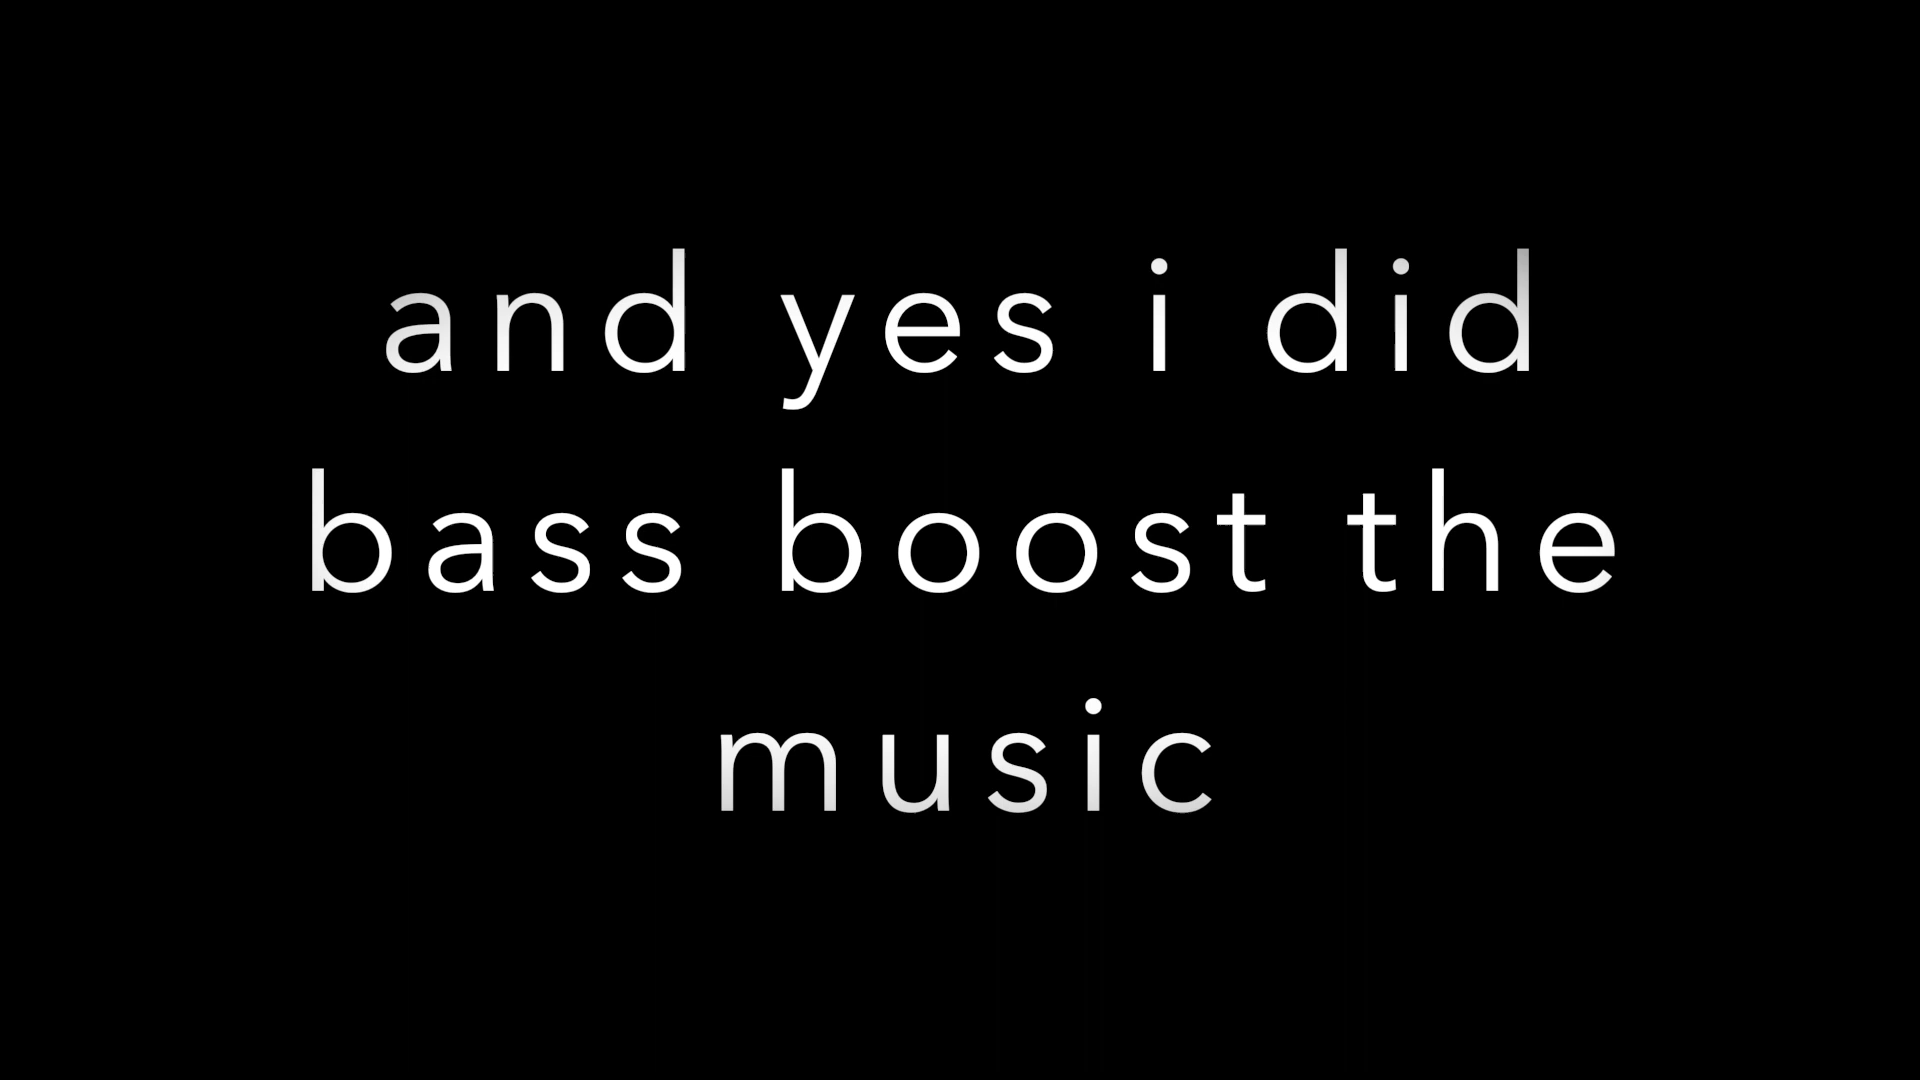 and yes i did
bass boost the
music